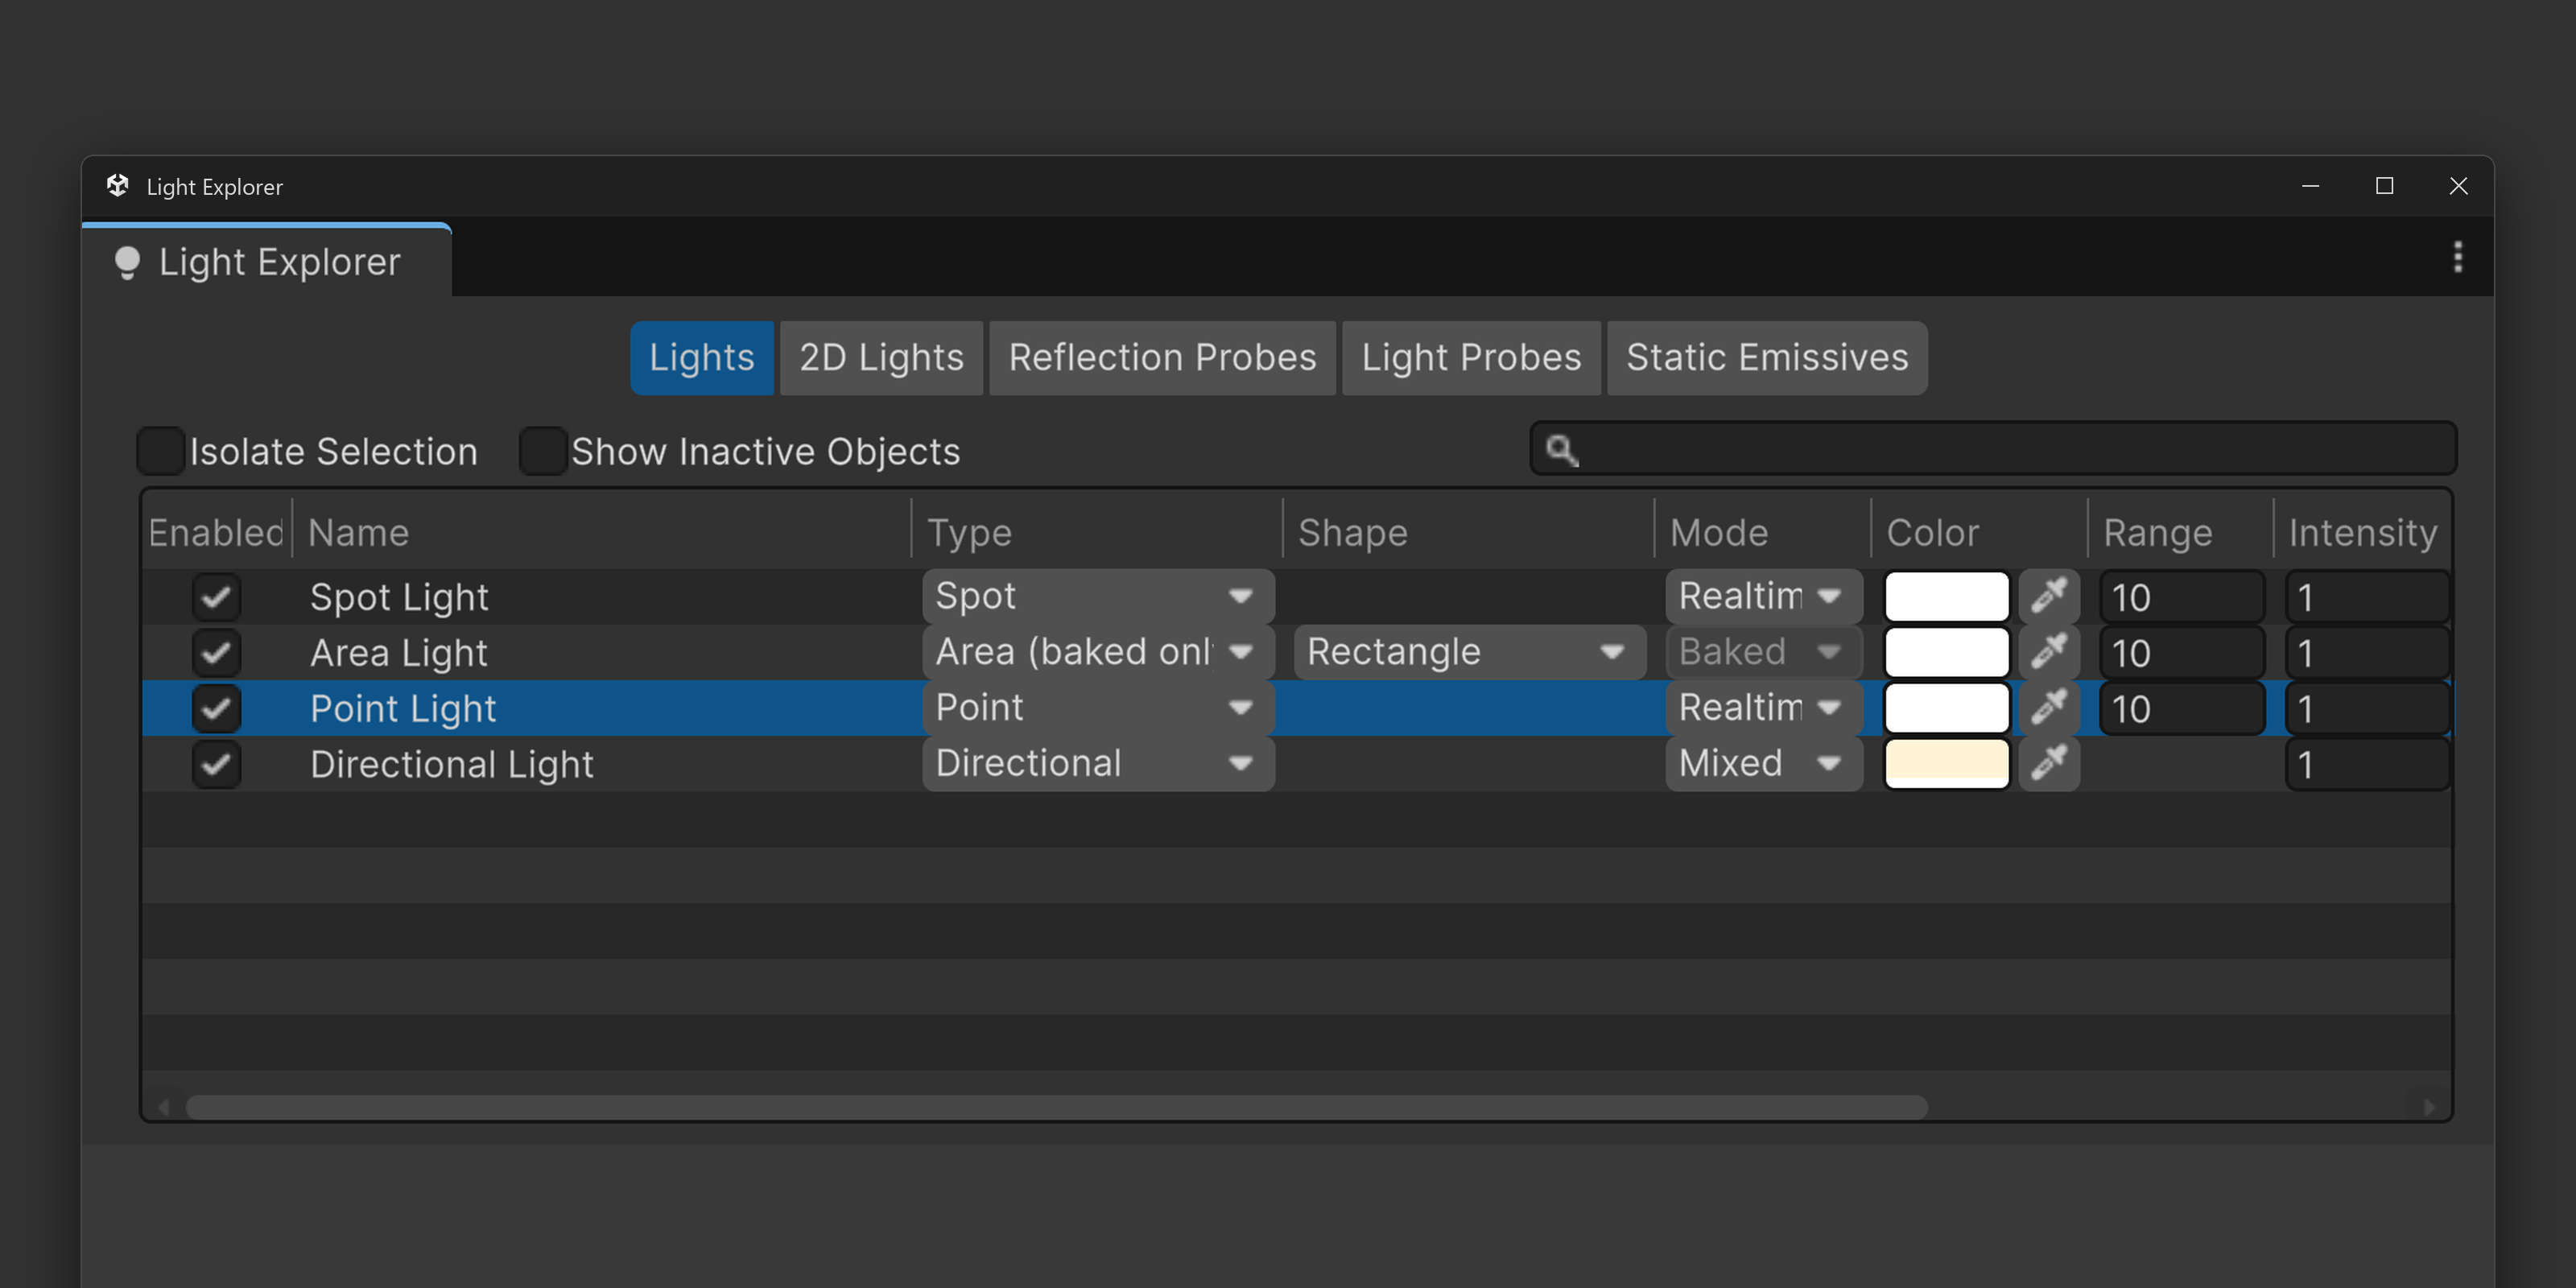 Light Explorer
Light Explorer
Lights 2D Lights Reflection Probes Light Probes Static Emissives
Isolate Selection Show Inactive Objects
Enabled Name Type Shape Mode Color Range Intensity
Spot Light Spot Realtim 10 1
Area Light Area (baked onl Rectangle Baked 10 1
Point Light Point Realtim 10 1
Directional Light Directional Mixed 1